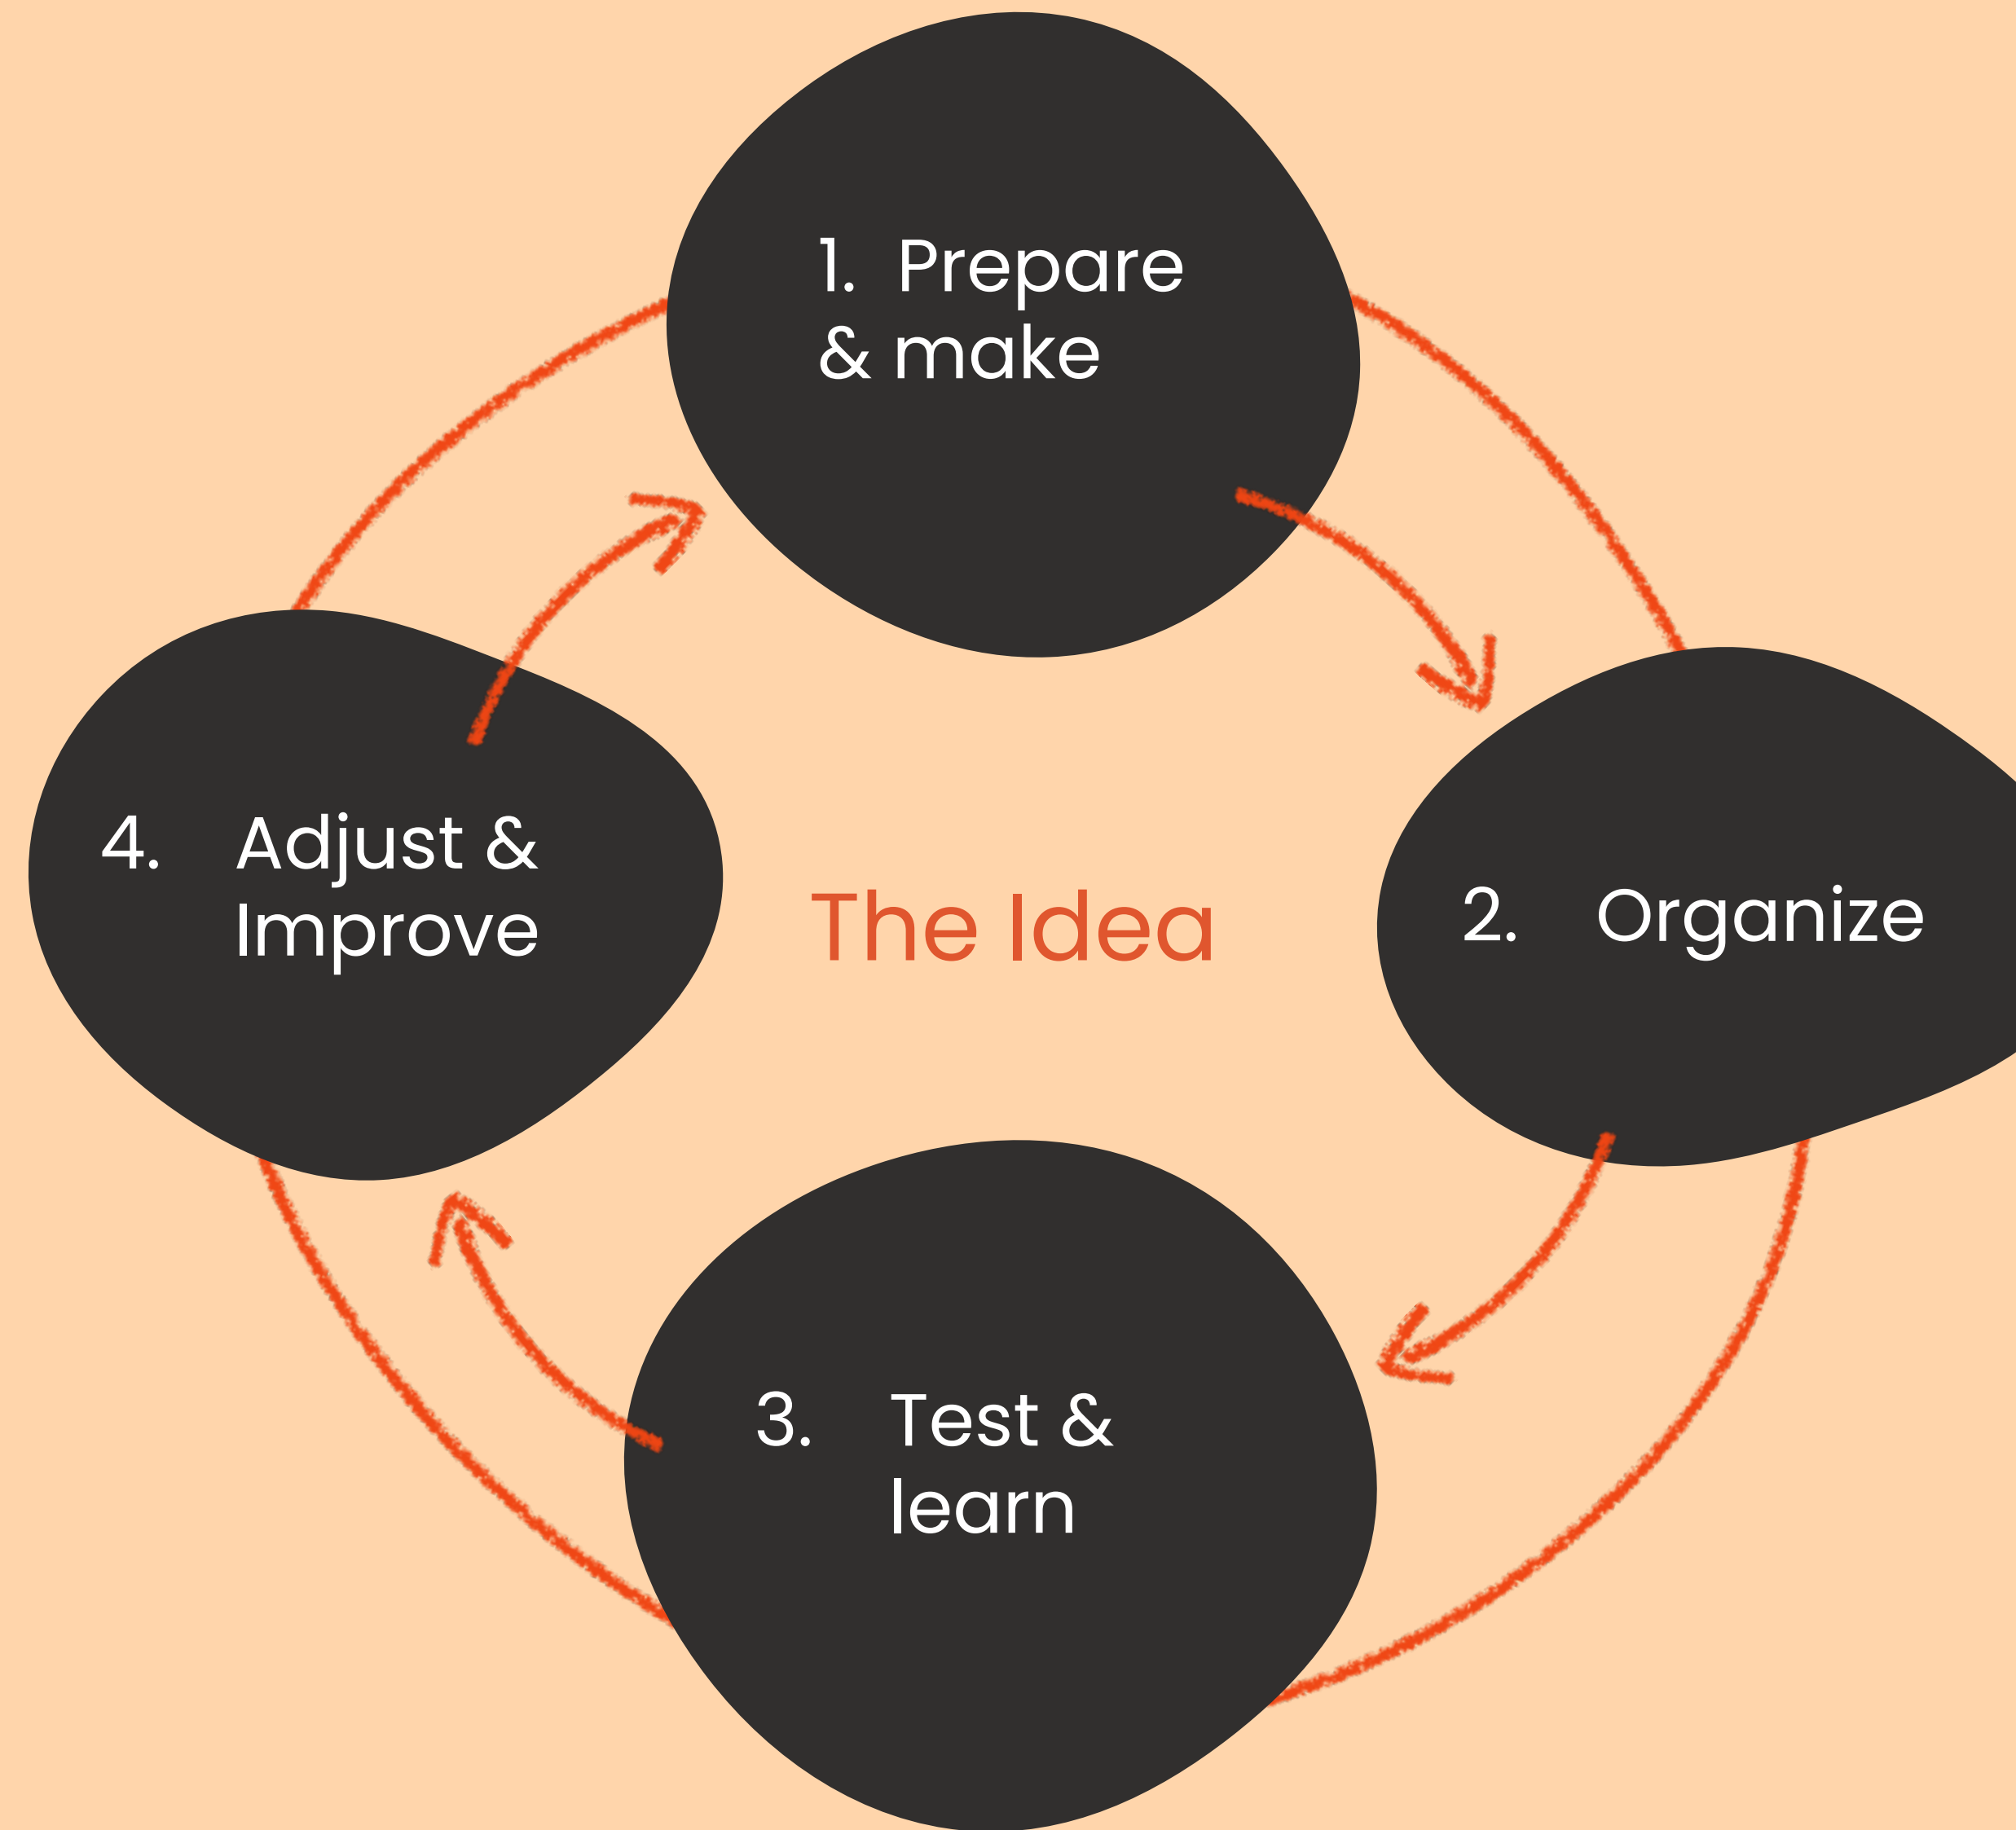 1. Prepare
& make
The Idea
2. Organize
3. Test &
learn
4. Adjust &
Improve